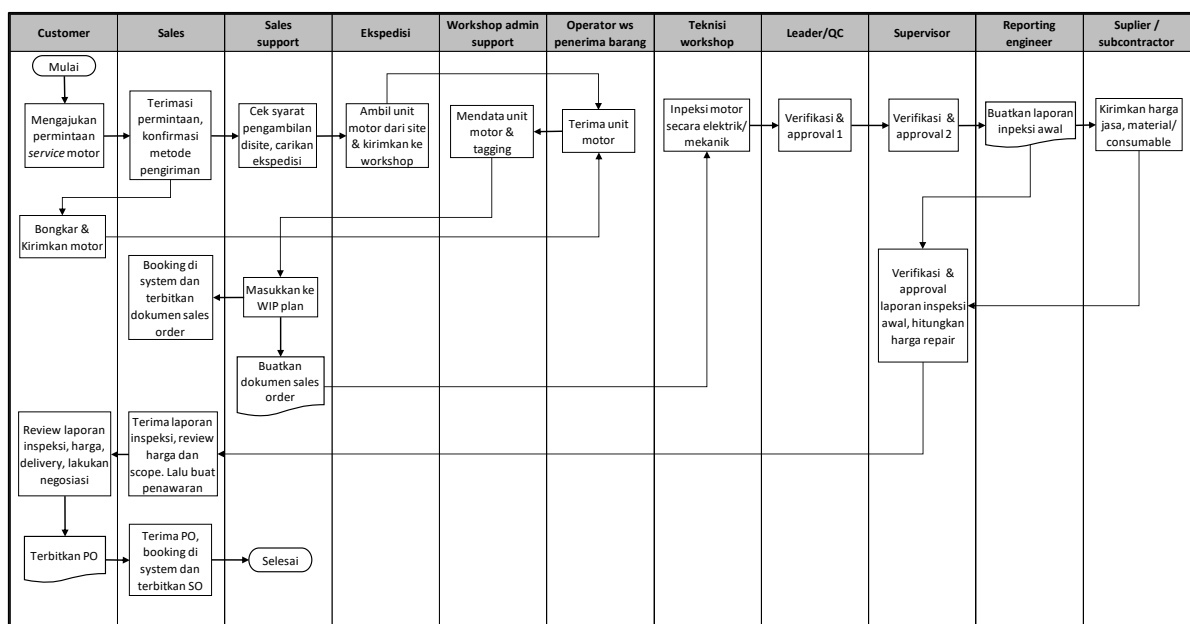 Customer
Sales
Sales
support
Ekspedisi
Workshop admin
support
Operator ws
penerima barang
Teknisi
workshop
Leader/QC
Supervisor
Reporting
engineer
Suplier /
subcontractor
Mulai
Mengajukan
permintaan
service motor
Terimasi
permintaan,
konfirmasi
metode
pengiriman
Cek syarat
pengambilan
disite, carikan
ekspedisi
Ambil unit
motor dari site
& kirimkan ke
workshop
Mendata unit
motor &
tagging
Terima unit
motor
Inpeksi motor
secara elektrik/
mekanik
Verifikasi &
approval 1
Verifikasi &
approval 2
Buatkan laporan
inpeksi awal
Kirimkan harga
jasa, material/
consumable
Bongkar &
Kirimkan motor
Booking di
system dan
terbitkan
dokumen sales
order
Masukkan ke
WIP plan
Verifikasi &
approval
laporan inspeksi
awal, hitungkan
harga repair
Buatkan
dokumen sales
order
Review laporan
inspeksi, harga,
delivery, lakukan
negosiasi
Terima laporan
inspeksi, review
harga dan
scope. Lalu buat
penawaran
Terbitkan PO
Terima PO,
booking di
system dan
terbitkan SO
Selesai